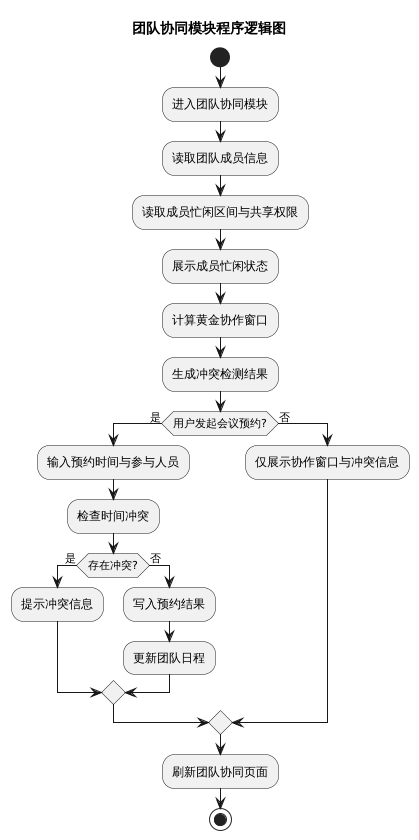 团队协同模块程序逻辑图
进入团队协同模块
读取团队成员信息
读取成员忙闲区间与共享权限
展示成员忙闲状态
计算黄金协作窗口
生成冲突检测结果
是
用户发起会议预约?
否
输入预约时间与参与人员
仅展示协作窗口与冲突信息
检查时间冲突
是
存在冲突?
否
提示冲突信息
写入预约结果
更新团队日程
刷新团队协同页面